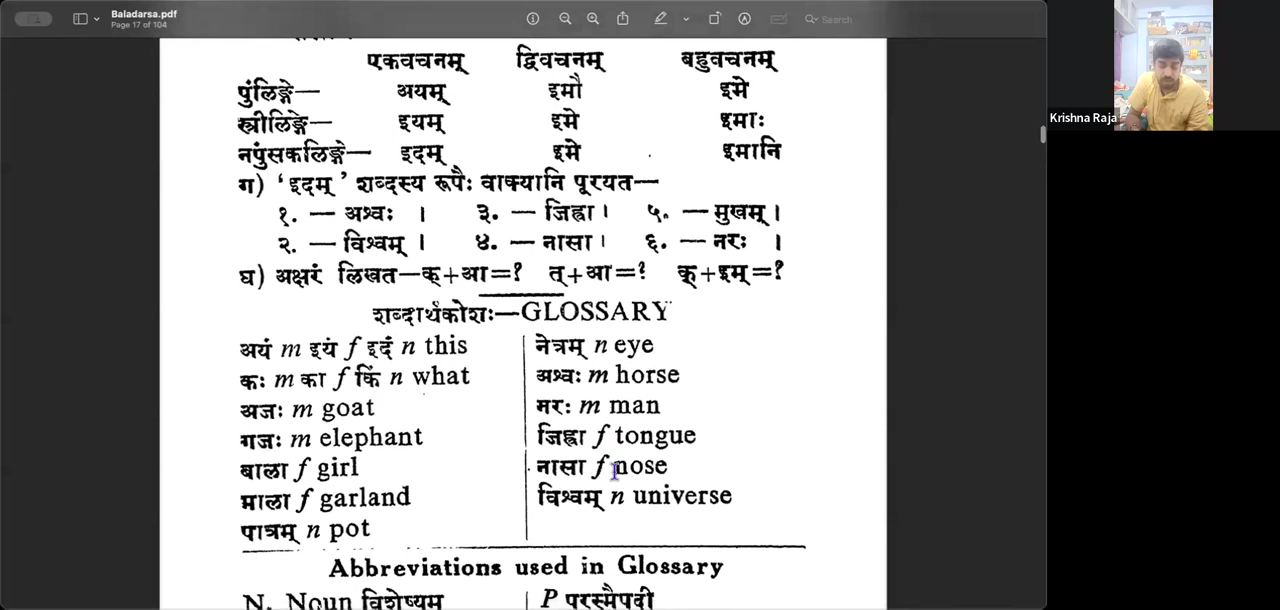 Baladarsa.pdf
Page 17 of 104
Search
Krishna Raja
एकवचनम् द्विवचनम् बहुवचनम्
पुंलिङ्गे— अयम् इमौ इमे
स्त्रीलिङ्गे— इयम् इमे इमाः
नपुंसकलिङ्गे— इदम् इमे इमानि
ग) ‘इदम्’ शब्दस्य रूपैः वाक्यानि पूरयत—
१. — अश्वः । ३. — जिह्वा । ५. — मुखम् ।
२. — विश्वम् । ४. — नासा । ६. — नरः ।
घ) अक्षरं लिखत—क्+आ=? त्+आ=? क्+इम्=?
शब्दार्थकोशः—GLOSSARY
अयं m इयं f इदं n this
कः m का f किं n what
अजः m goat
गजः m elephant
बाला f girl
माला f garland
पात्रम् n pot
नेत्रम् n eye
अश्वः m horse
नरः m man
जिह्वा f tongue
नासा f nose
विश्वम् n universe
Abbreviations used in Glossary
N. Noun विशेष्यम् P परस्मैपदी